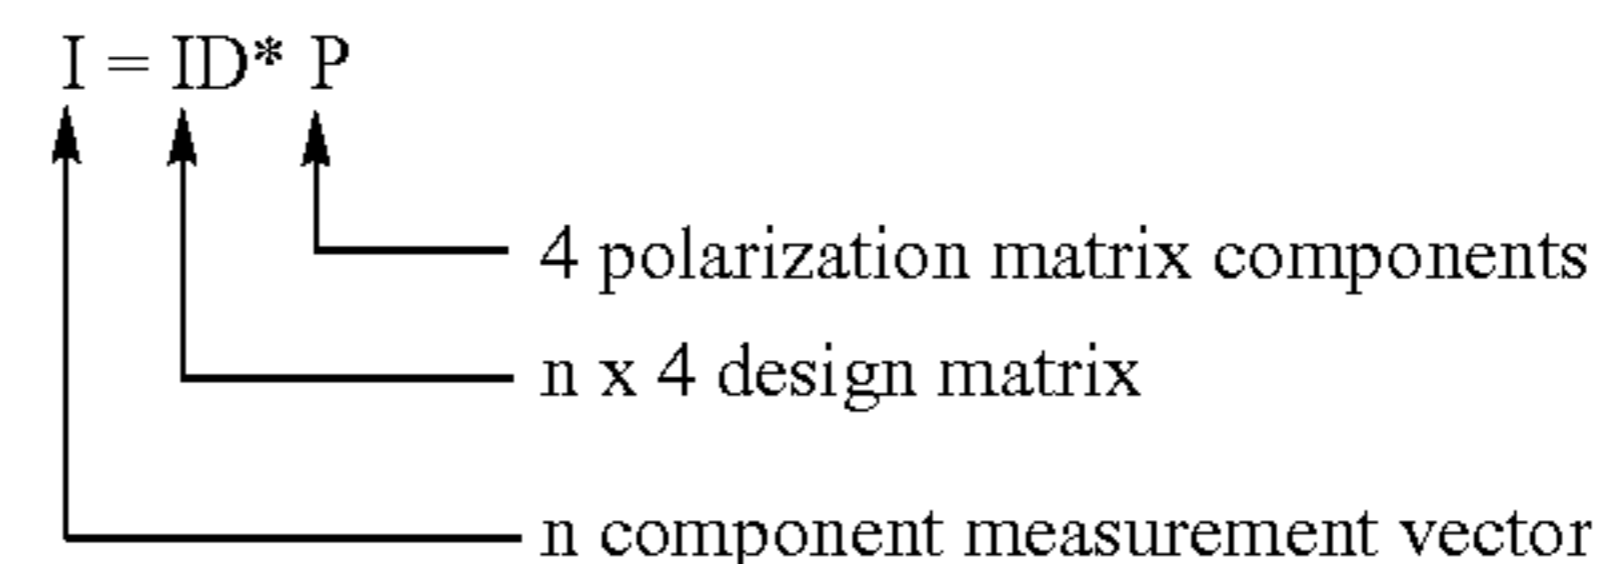 I = ID* P
4 polarization matrix components
n x 4 design matrix
n component measurement vector